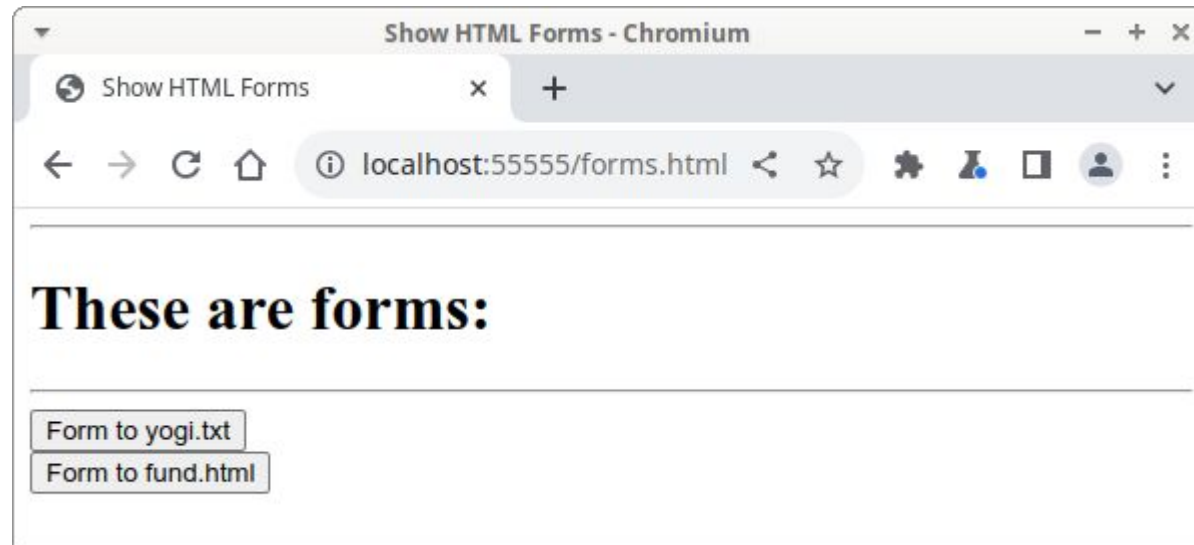 Show HTML Forms - Chromium
Show HTML Forms
localhost:55555/forms.html
These are forms:
Form to yogi.txt
Form to fund.html